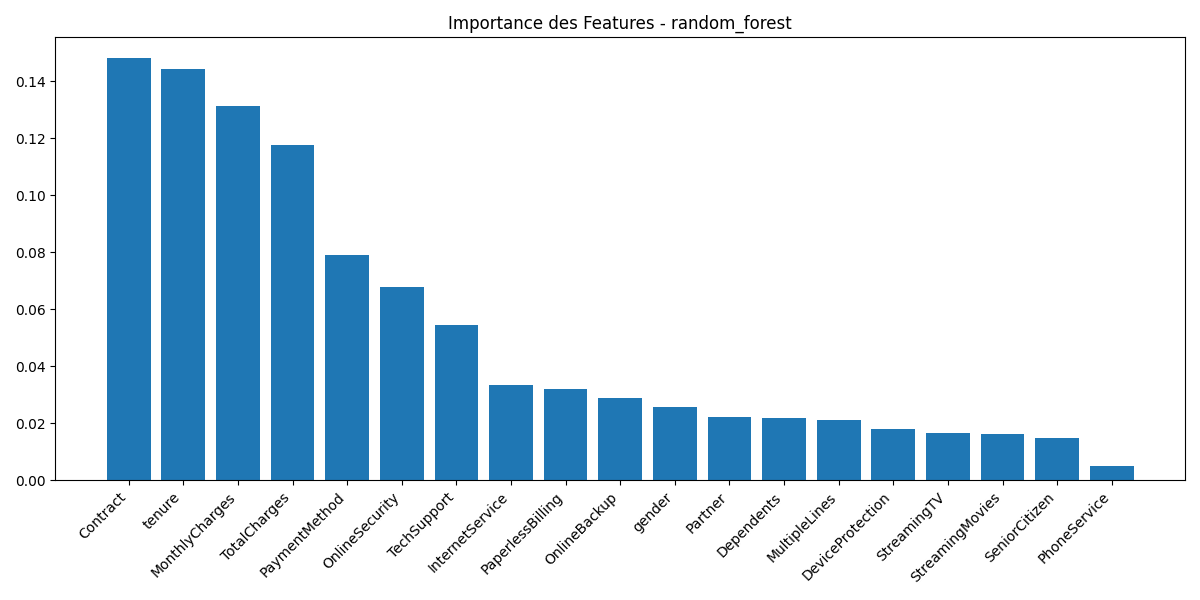 Importance des Features - random_forest
0.14
0.12
0.10
0.08
0.06
0.04
0.02
0.00
Contract
tenure
MonthlyCharges
TotalCharges
PaymentMethod
OnlineSecurity
TechSupport
InternetService
PaperlessBilling
OnlineBackup
gender
Partner
Dependents
MultipleLines
DeviceProtection
StreamingTV
StreamingMovies
SeniorCitizen
PhoneService